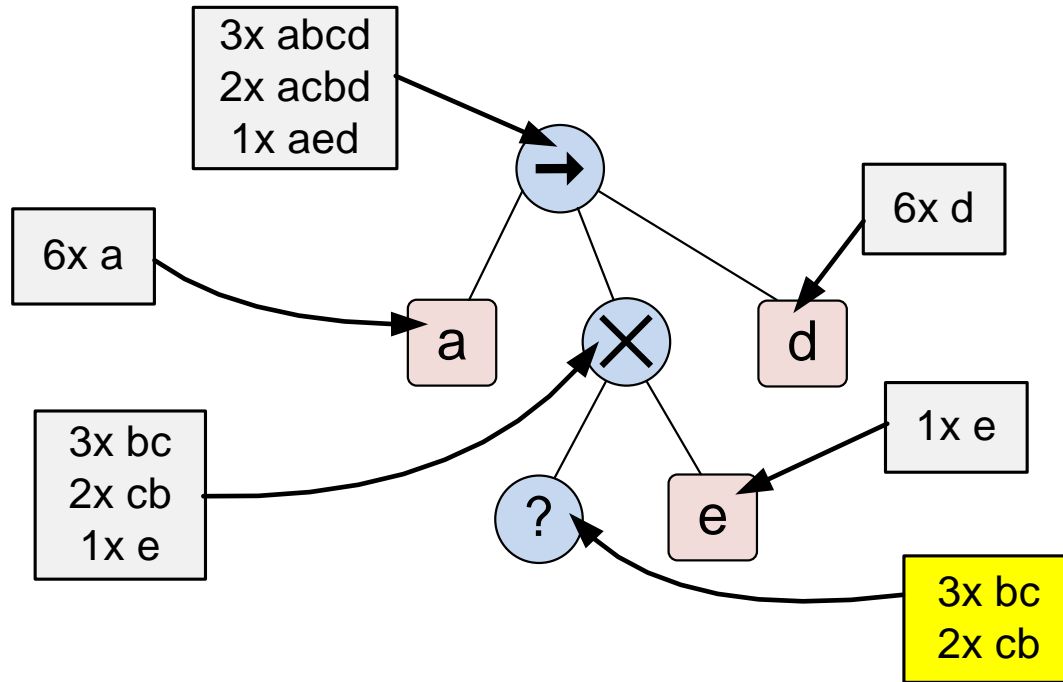 3x abcd
2x acbd
1x aed
6x d
6x a
a
d
3x bc
2x cb
1x e
1x e
?
e
3x bc
2x cb